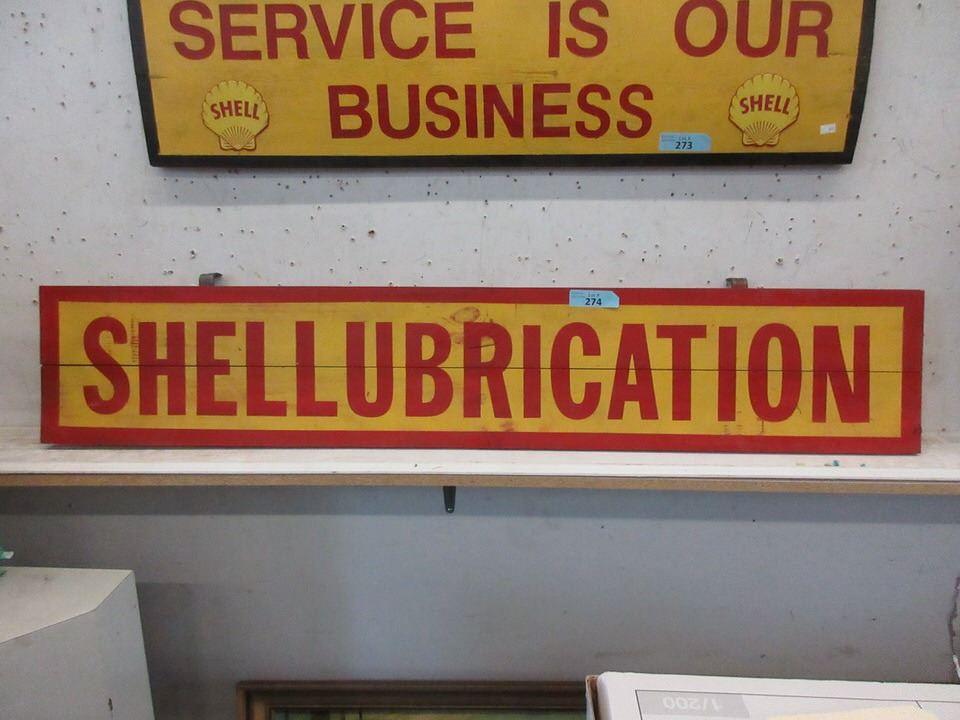 SERVICE IS OUR
BUSINESS
SHELL
SHELL
273
SHELLUBRICATION
274
1/200